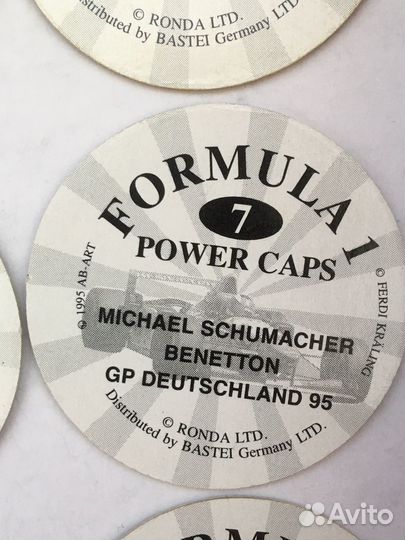 © RONDA LTD.
Distributed by BASTEI Germany LTD.
FORMULA 1
7
POWER CAPS
© 1995 AB-ART
© FERDI KRÄLING
MICHAEL SCHUMACHER
BENETTON
GP DEUTSCHLAND 95
© RONDA LTD.
Distributed by BASTEI Germany LTD.
Avito